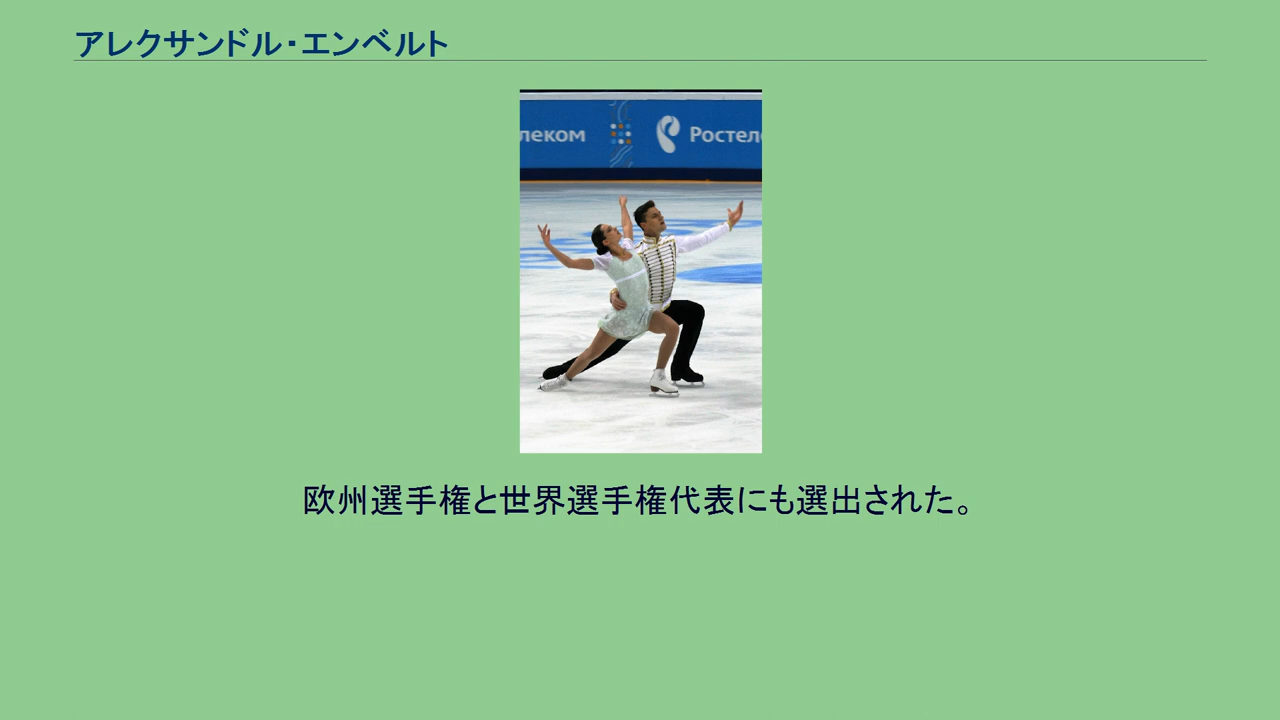 アレクサンドル・エンベルト
леком
Ростел
欧州選手権と世界選手権代表にも選出された。